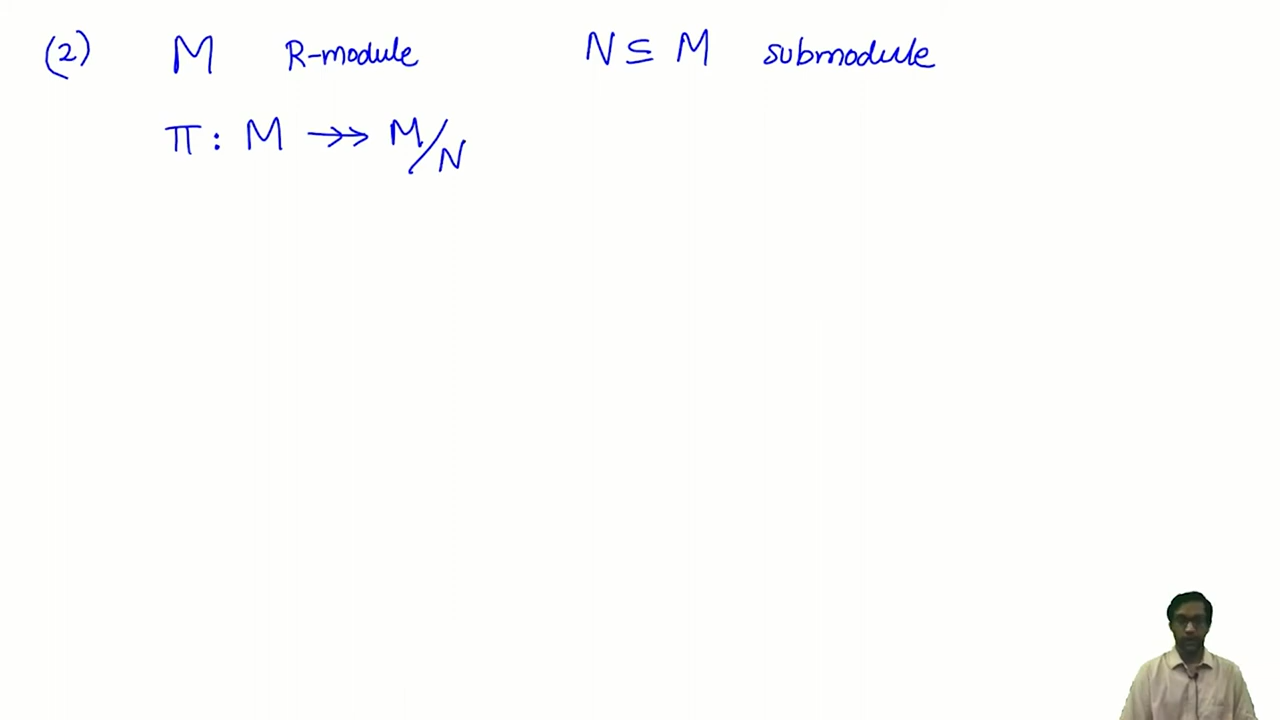 (2) M R-module N ⊆ M submodule
π : M ↠ M/N